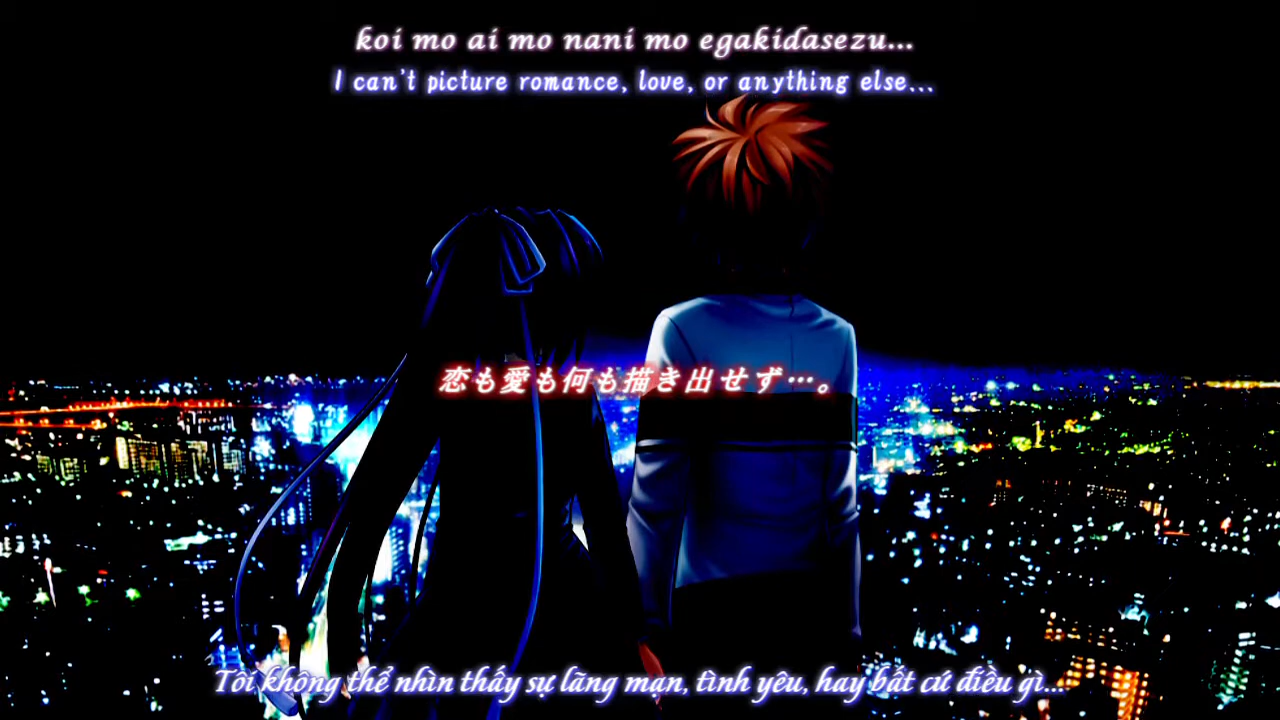 koi mo ai mo nani mo egakidasezu...
I can't picture romance, love, or anything else...
恋も愛も何も描き出せず…。
Tôi không thể nhìn thấy sự lãng mạn, tình yêu, hay bất cứ điều gì...